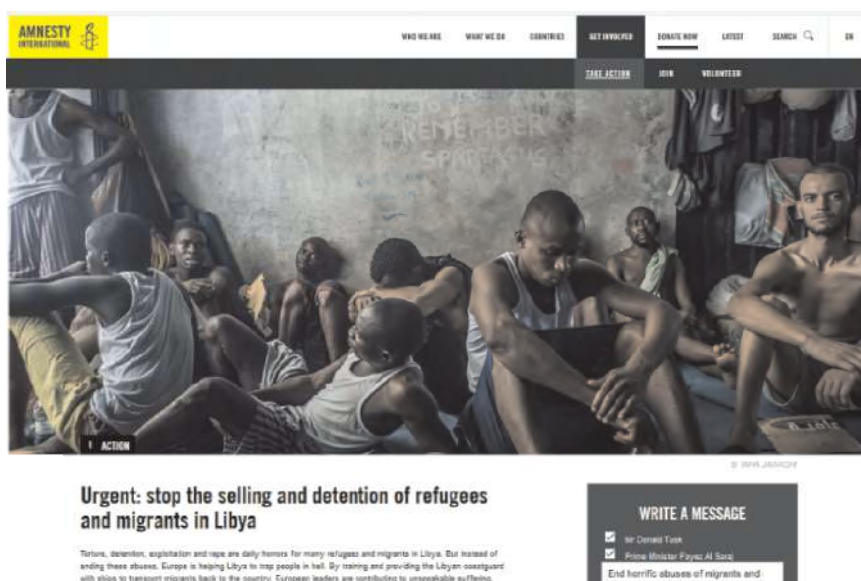 AMNESTY
INTERNATIONAL
WHO WE ARE
WHAT WE DO
COUNTRIES
GET INVOLVED
DONATE NOW
LATEST
SEARCH
EN
TAKE ACTION
JOIN
VOLUNTEER
REMEMBER
SPARTACUS
ACTION
Urgent: stop the selling and detention of refugees
and migrants in Libya
Torture, detention, exploitation and rape are daily horrors for many refugees and migrants in Libya. But instead of
ending these abuses, Europe is helping Libya to trap people in hell. By training and providing the Libyan coastguard
with ships to transport migrants back to the country, European leaders are contributing to unspeakable suffering.
WRITE A MESSAGE
Mr Donald Tusk
Prime Minister Fayez Al Saraj
End horrific abuses of migrants and